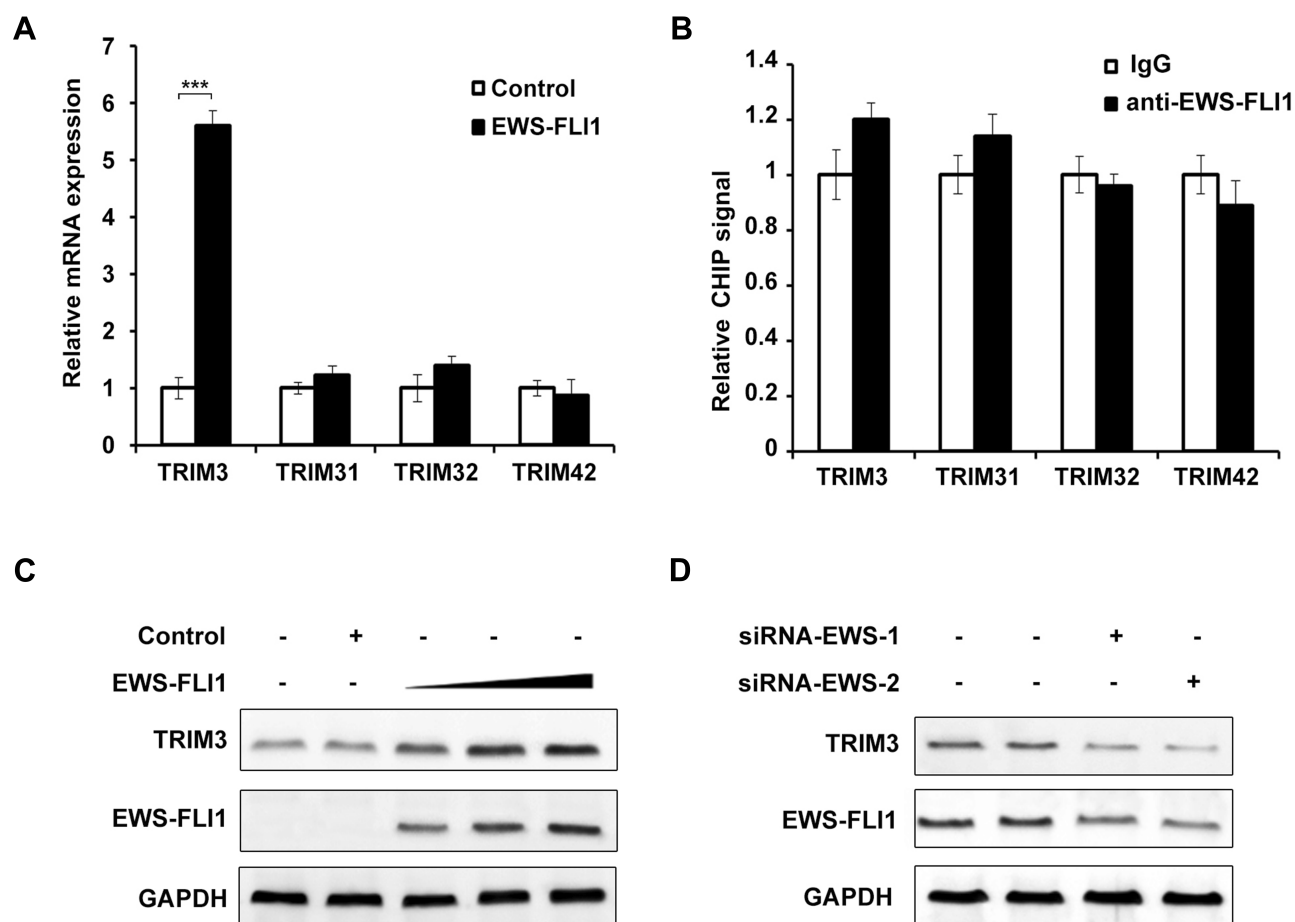 A
Relative mRNA expression
7
6
5
4
3
2
1
0
***
Control
EWS-FLI1
TRIM3 TRIM31 TRIM32 TRIM42
B
Relative CHIP signal
1.4
1.2
1
0.8
0.6
0.4
0.2
0
IgG
anti-EWS-FLI1
TRIM3 TRIM31 TRIM32 TRIM42
C
Control - + - - -
EWS-FLI1 - -
TRIM3
EWS-FLI1
GAPDH
D
siRNA-EWS-1 - - + -
siRNA-EWS-2 - - - +
TRIM3
EWS-FLI1
GAPDH